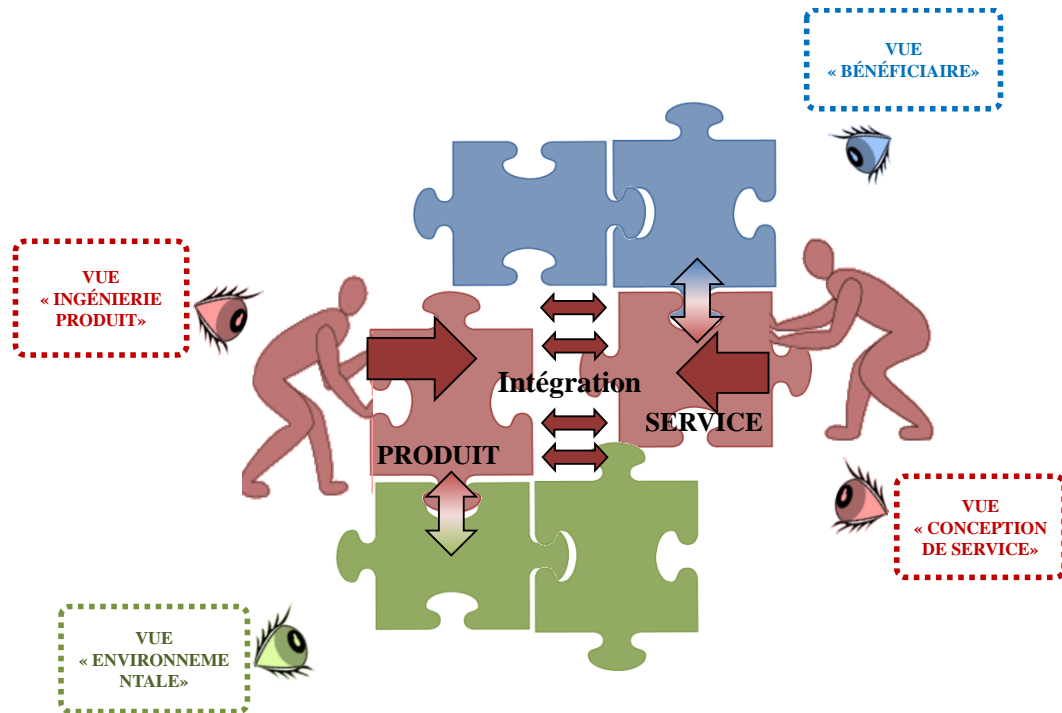 VUE
« BÉNÉFICIAIRE»
VUE
« INGÉNIERIE
PRODUIT»
Intégration
SERVICE
PRODUIT
VUE
« CONCEPTION
DE SERVICE»
VUE
« ENVIRONNEME
NTALE»